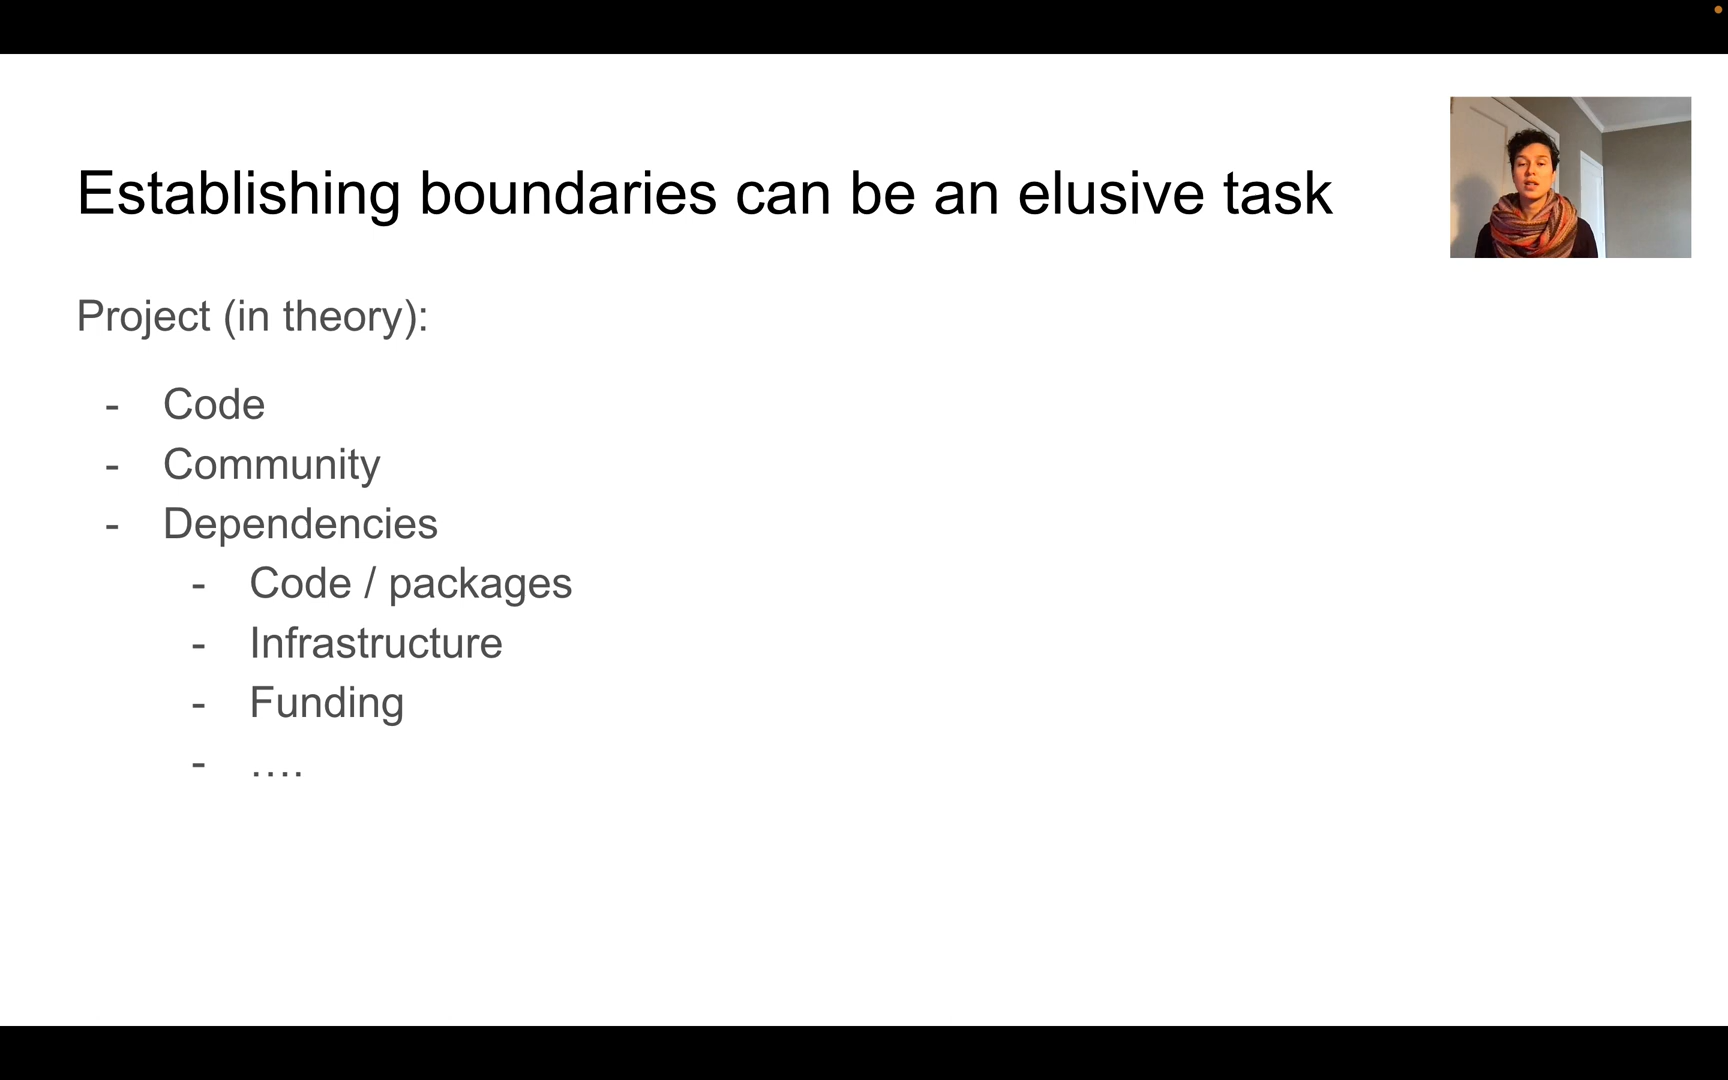 Establishing boundaries can be an elusive task
Project (in theory):
- Code
- Community
- Dependencies
- Code / packages
- Infrastructure
- Funding
- ….